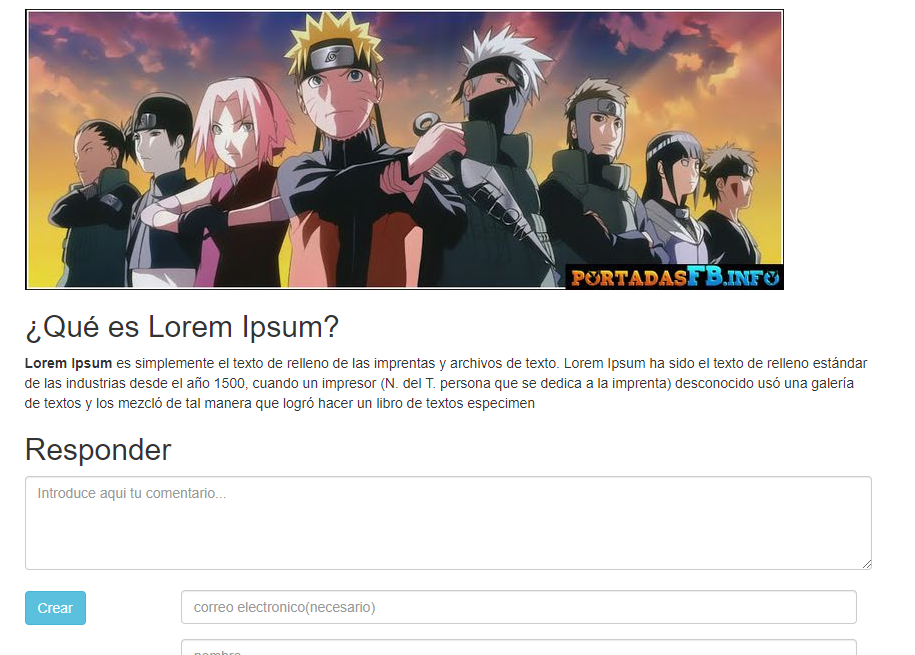 PORTADASFB.INFO
¿Qué es Lorem Ipsum?
Lorem Ipsum es simplemente el texto de relleno de las imprentas y archivos de texto. Lorem Ipsum ha sido el texto de relleno estándar
de las industrias desde el año 1500, cuando un impresor (N. del T. persona que se dedica a la imprenta) desconocido usó una galería
de textos y los mezcló de tal manera que logró hacer un libro de textos especimen
Responder
Introduce aqui tu comentario...
Crear
correo electronico(necesario)
nombre